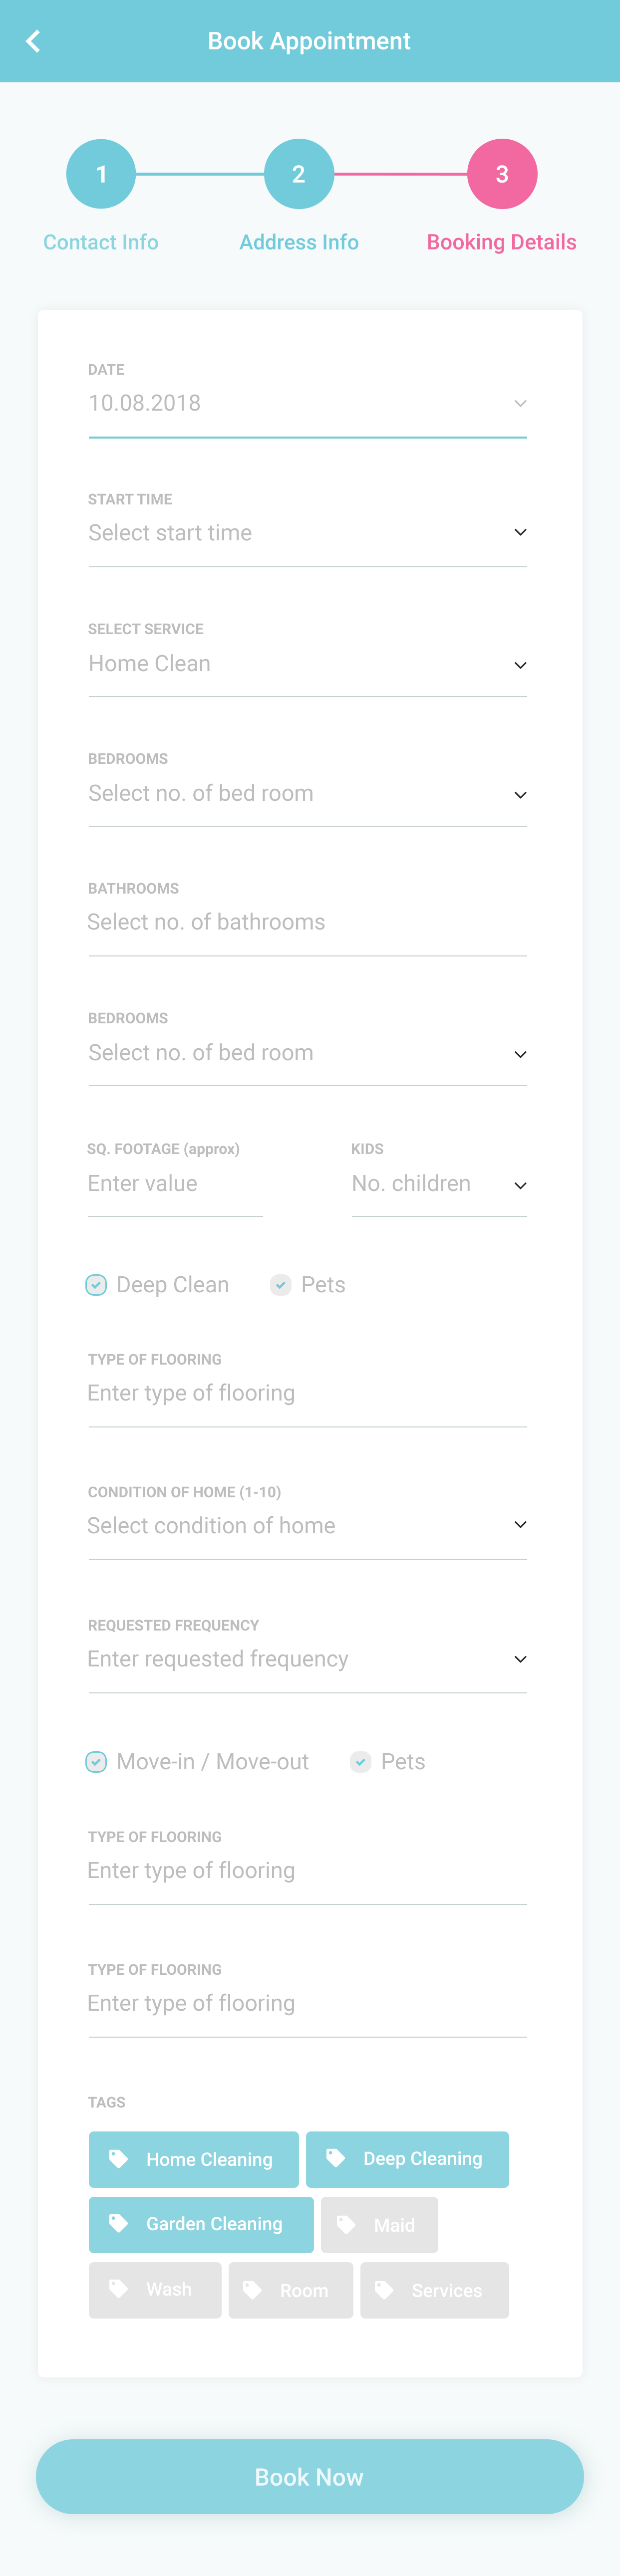 Book Appointment
1 2 3
Contact Info Address Info Booking Details
DATE
10.08.2018
START TIME
Select start time
SELECT SERVICE
Home Clean
BEDROOMS
Select no. of bed room
BATHROOMS
Select no. of bathrooms
BEDROOMS
Select no. of bed room
SQ. FOOTAGE (approx) KIDS
Enter value No. children
Deep Clean Pets
TYPE OF FLOORING
Enter type of flooring
CONDITION OF HOME (1-10)
Select condition of home
REQUESTED FREQUENCY
Enter requested frequency
Move-in / Move-out Pets
TYPE OF FLOORING
Enter type of flooring
TYPE OF FLOORING
Enter type of flooring
TAGS
Home Cleaning Deep Cleaning
Garden Cleaning Maid
Wash Room Services
Book Now